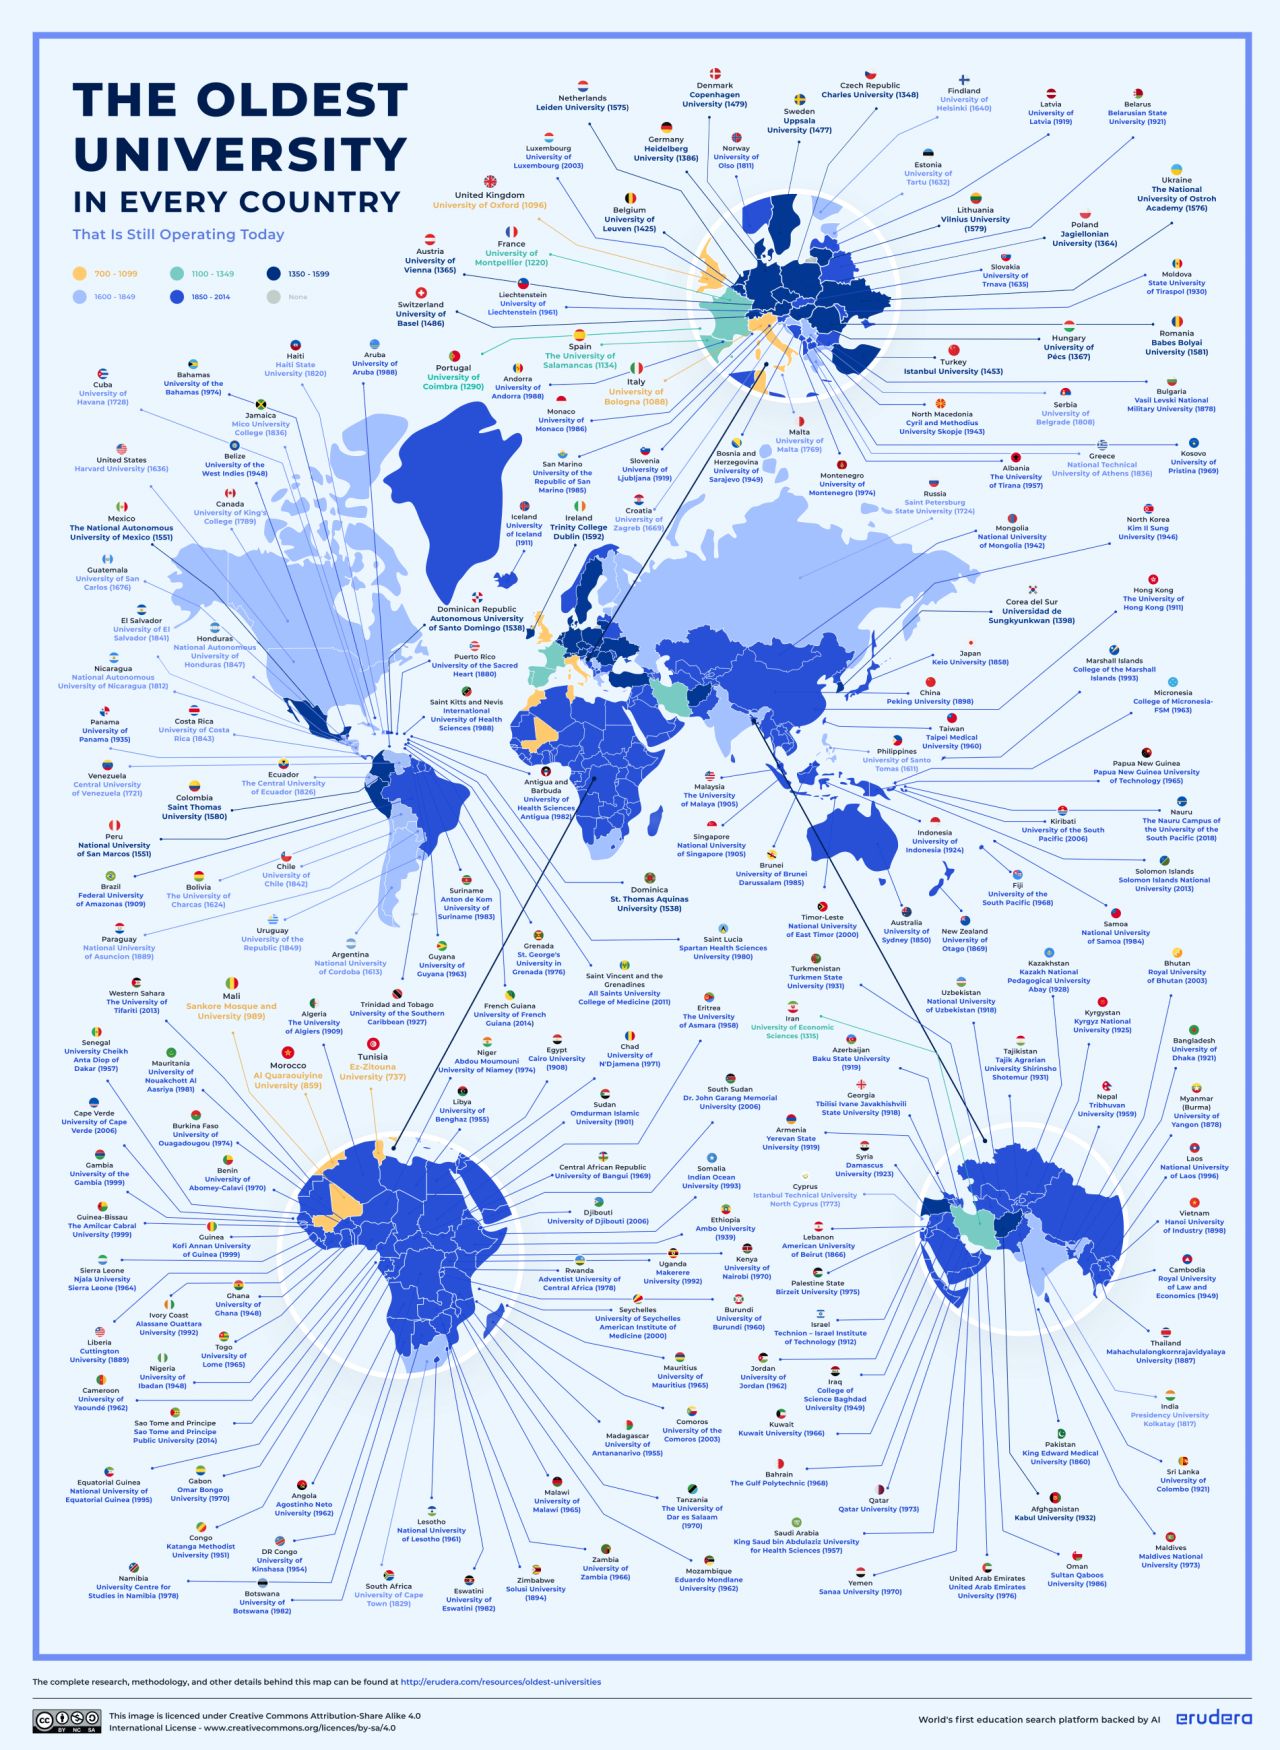 THE OLDEST
UNIVERSITY
IN EVERY COUNTRY
That Is Still Operating Today
700 - 1099
1100 - 1349
1350 - 1599
1600 - 1849
1850 - 2014
None
Netherlands
Leiden University (1575)
Denmark
Copenhagen
University (1479)
Sweden
Uppsala
University (1477)
Czech Republic
Charles University (1348)
Findland
University of
Helsinki (1640)
Latvia
University of
Latvia (1919)
Belarus
Belarusian State
University (1921)
Luxembourg
University of
Luxembourg (2003)
Germany
Heidelberg
University (1386)
Norway
University of
Olso (1811)
Estonia
University of
Tartu (1632)
Ukraine
The National
University of Ostroh
Academy (1576)
United Kingdom
University of Oxford (1096)
Belgium
University of
Leuven (1425)
Lithuania
Vilnius University
(1579)
Poland
Jagiellonian
University (1364)
Austria
University of
Vienna (1365)
France
University of
Montpellier (1220)
Slovakia
University of
Trnava (1635)
Moldova
State University
of Tiraspol (1930)
Switzerland
University of
Basel (1486)
Liechtenstein
University of
Liechtenstein (1961)
Hungary
University of
Pécs (1367)
Romania
Babes Bolyai
University (1581)
Portugal
University of
Coimbra (1290)
Spain
The University of
Salamancas (1134)
Andorra
University of
Andorra (1988)
Italy
University of
Bologna (1088)
Turkey
Istanbul University (1453)
Bulgaria
Vasil Levski National
Military University (1878)
Monaco
University of
Monaco (1986)
Malta
University of
Malta (1769)
North Macedonia
Cyril and Methodius
University Skopje (1943)
Serbia
University of
Belgrade (1808)
San Marino
University of the
Republic of San
Marino (1985)
Slovenia
University of
Ljubljana (1919)
Bosnia and
Herzegovina
University of
Sarajevo (1949)
Montenegro
University of
Montenegro (1974)
Albania
The University
of Tirana (1957)
Greece
National Technical
University of Athens (1836)
Kosovo
University of
Pristina (1969)
Iceland
University
of Iceland
(1911)
Ireland
Trinity College
Dublin (1592)
Croatia
University of
Zagreb (1669)
Russia
Saint Petersburg
State University (1724)
Mongolia
National University
of Mongolia (1942)
North Korea
Kim Il Sung
University (1946)
Cuba
University of
Havana (1728)
Bahamas
University of the
Bahamas (1974)
Haiti
Haiti State
University (1820)
Aruba
University of
Aruba (1988)
Jamaica
Mico University
College (1836)
United States
Harvard University (1636)
Belize
University of the
West Indies (1948)
Canada
University of King's
College (1789)
Mexico
The National Autonomous
University of Mexico (1551)
Guatemala
University of San
Carlos (1676)
El Salvador
University of El
Salvador (1841)
Honduras
National Autonomous
University of
Honduras (1847)
Nicaragua
National Autonomous
University of Nicaragua (1812)
Panama
University of
Panama (1935)
Costa Rica
University of Costa
Rica (1843)
Venezuela
Central University
of Venezuela (1721)
Ecuador
The Central University
of Ecuador (1826)
Colombia
Saint Thomas
University (1580)
Peru
National University
of San Marcos (1551)
Dominican Republic
Autonomous University
of Santo Domingo (1538)
Puerto Rico
University of the Sacred
Heart (1880)
Saint Kitts and Nevis
International
University of Health
Sciences (1988)
Antigua and
Barbuda
University of
Health Sciences
Antigua (1982)
Corea del Sur
Universidad de
Sungkyunkwan (1398)
Hong Kong
The University of
Hong Kong (1911)
Japan
Keio University (1858)
Marshall Islands
College of the Marshall
Islands (1993)
China
Peking University (1898)
Micronesia
College of Micronesia-
FSM (1963)
Taiwan
Taipei Medical
University (1960)
Philippines
University of Santo
Tomas (1611)
Papua New Guinea
Papua New Guinea University
of Technology (1965)
Malaysia
The University
of Malaya (1905)
Singapore
National University
of Singapore (1905)
Brunei
University of Brunei
Darussalam (1985)
Indonesia
University of
Indonesia (1924)
Kiribati
University of the South
Pacific (2006)
Nauru
The Nauru Campus of
the University of the
South Pacific (2018)
Fiji
University of the
South Pacific (1968)
Solomon Islands
Solomon Islands National
University (2013)
Brazil
Federal University
of Amazonas (1909)
Bolivia
The University of
Charcas (1624)
Chile
University of
Chile (1842)
Paraguay
National University
of Asuncion (1889)
Uruguay
University of the
Republic (1849)
Argentina
National University
of Cordoba (1613)
Suriname
Anton de Kom
University of
Suriname (1983)
Guyana
University of
Guyana (1963)
Grenada
St. George's
University in
Grenada (1976)
Dominica
St. Thomas Aquinas
University (1538)
Saint Lucia
Spartan Health Sciences
University (1980)
Saint Vincent and the
Grenadines
All Saints University
College of Medicine (2011)
French Guiana
University of French
Guiana (2014)
Trinidad and Tobago
University of the Southern
Caribbean (1927)
Timor-Leste
National University
of East Timor (2000)
Australia
University of
Sydney (1850)
New Zealand
University of
Otago (1869)
Samoa
National University
of Samoa (1984)
Western Sahara
The University of
Tifariti (2013)
Mali
Sankore Mosque and
University (989)
Algeria
The University
of Algiers (1909)
Senegal
University Cheikh
Anta Diop of
Dakar (1957)
Mauritania
University of
Nouakchott Al
Aasriya (1981)
Morocco
Al Quaraouiyine
University (859)
Tunisia
Ez-Zitouna
University (737)
Niger
Abdou Moumouni
University of Niamey (1974)
Egypt
Cairo University
(1908)
Chad
University of
N'Djamena (1971)
Eritrea
The University
of Asmara (1958)
Libya
University of
Benghaz (1955)
Sudan
Omdurman Islamic
University (1901)
South Sudan
Dr. John Garang Memorial
University (2006)
Cape Verde
University of Cape
Verde (2006)
Burkina Faso
University of
Ouagadougou (1974)
Gambia
University of the
Gambia (1999)
Benin
University of
Abomey-Calavi (1970)
Central African Republic
University of Bangui (1969)
Somalia
Indian Ocean
University (1993)
Guinea-Bissau
The Amilcar Cabral
University (1999)
Guinea
Kofi Annan University
of Guinea (1999)
Djibouti
University of Djibouti (2006)
Ethiopia
Ambo University
(1939)
Sierra Leone
Njala University
Sierra Leone (1964)
Rwanda
Adventist University of
Central Africa (1978)
Uganda
Makerere
University (1992)
Kenya
University of
Nairobi (1970)
Ghana
University of
Ghana (1948)
Ivory Coast
Alassane Ouattara
University (1992)
Seychelles
University of Seychelles
American Institute of
Medicine (2000)
Burundi
University of
Burundi (1960)
Liberia
Cuttington
University (1889)
Togo
University of
Lome (1965)
Nigeria
University of
Ibadan (1948)
Mauritius
University of
Mauritius (1965)
Cameroon
University of
Yaoundé (1962)
Sao Tome and Principe
Sao Tome and Principe
Public University (2014)
Comoros
University of the
Comoros (2003)
Madagascar
University of
Antananarivo (1955)
Equatorial Guinea
National University of
Equatorial Guinea (1995)
Gabon
Omar Bongo
University (1970)
Angola
Agostinho Neto
University (1962)
Malawi
University of
Malawi (1965)
Tanzania
The University of
Dar es Salaam
(1970)
Congo
Katanga Methodist
University (1951)
DR Congo
University of
Kinshasa (1954)
Lesotho
National University
of Lesotho (1961)
Zambia
University of
Zambia (1966)
Mozambique
Eduardo Mondlane
University (1962)
Namibia
University Centre for
Studies in Namibia (1978)
Botswana
University of
Botswana (1982)
South Africa
University of Cape
Town (1829)
Eswatini
University of
Eswatini (1982)
Zimbabwe
Solusi University
(1894)
Turkmenistan
Turkmen State
University (1931)
Kazakhstan
Kazakh National
Pedagogical University
Abay (1928)
Bhutan
Royal University
of Bhutan (2003)
Uzbekistan
National University
of Uzbekistan (1918)
Iran
University of Economic
Sciences (1315)
Kyrgystan
Kyrgyz National
University (1925)
Azerbaijan
Baku State University
(1919)
Tajikistan
Tajik Agrarian
University Shirinsho
Shotemur (1931)
Bangladesh
University of
Dhaka (1921)
Georgia
Tbilisi Ivane Javakhishvili
State University (1918)
Nepal
Tribhuvan
University (1959)
Myanmar
(Burma)
University of
Yangon (1878)
Armenia
Yerevan State
University (1919)
Syria
Damascus
University (1923)
Laos
National University
of Laos (1996)
Cyprus
Istanbul Technical University
North Cyprus (1773)
Lebanon
American University
of Beirut (1866)
Vietnam
Hanoi University
of Industry (1898)
Palestine State
Birzeit University (1975)
Cambodia
Royal University
of Law and
Economics (1949)
Israel
Technion – Israel Institute
of Technology (1912)
Thailand
Mahachulalongkornrajavidyalaya
University (1887)
Jordan
University of
Jordan (1962)
Iraq
College of
Science Baghdad
University (1949)
India
Presidency University
Kolkatay (1817)
Kuwait
Kuwait University (1966)
Pakistan
King Edward Medical
University (1860)
Bahrain
The Gulf Polytechnic (1968)
Sri Lanka
University of
Colombo (1921)
Qatar
Qatar University (1973)
Afghganistan
Kabul University (1932)
Saudi Arabia
King Saud bin Abdulaziz University
for Health Sciences (1957)
Maldives
Maldives National
University (1973)
Yemen
Sanaa University (1970)
United Arab Emirates
United Arab Emirates
University (1976)
Oman
Sultan Qaboos
University (1986)
The complete research, methodology, and other details behind this map can be found at http://erudera.com/resources/oldest-universities
CC BY NC SA
This image is licenced under Creative Commons Attribution-Share Alike 4.0
International License - www.creativecommons.org/licences/by-sa/4.0
World's first education search platform backed by AI
erudera